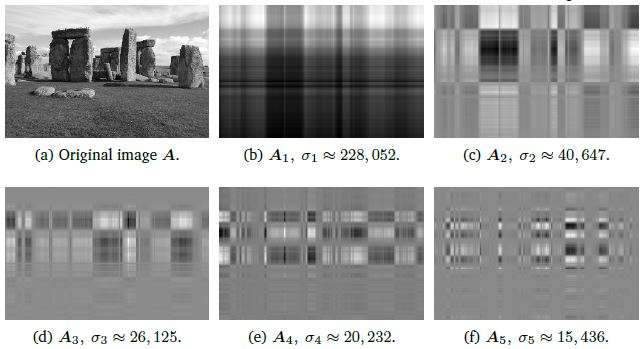 (a) Original image A.
(b) A₁, σ₁ ≈ 228, 052.
(c) A₂, σ₂ ≈ 40, 647.
(d) A₃, σ₃ ≈ 26, 125.
(e) A₄, σ₄ ≈ 20, 232.
(f) A₅, σ₅ ≈ 15, 436.